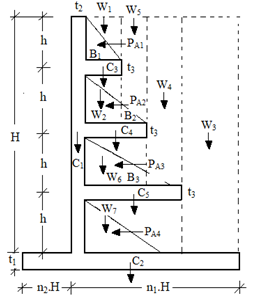 t2 W1 W5
h B1 PA1
C3 t3
h W2 PA2 W4
B2
H C4 t3 W3
h C1 PA3
W6 B3
C5 t3
h W7 PA4
t1 C2
n2.H n1.H